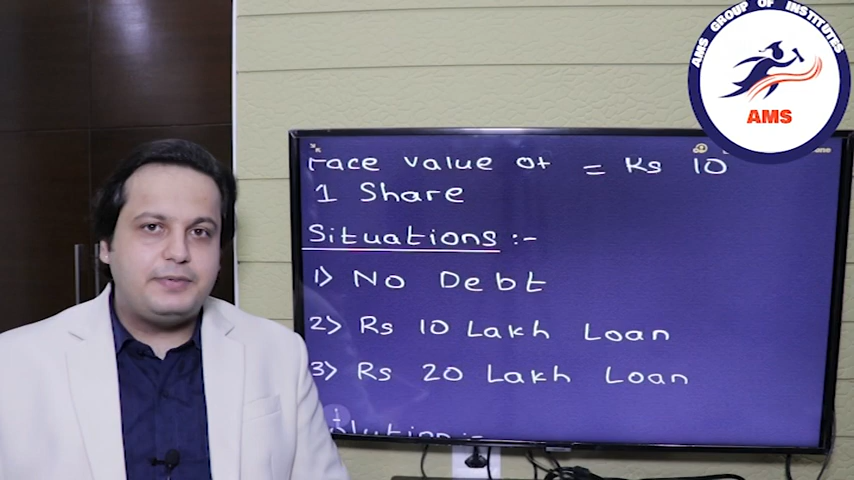 AMS GROUP OF INSTITUTES
AMS
Face value of = Rs 10
1 Share
Situations :-
1) No Debt
2) Rs 10 Lakh Loan
3) Rs 20 Lakh Loan